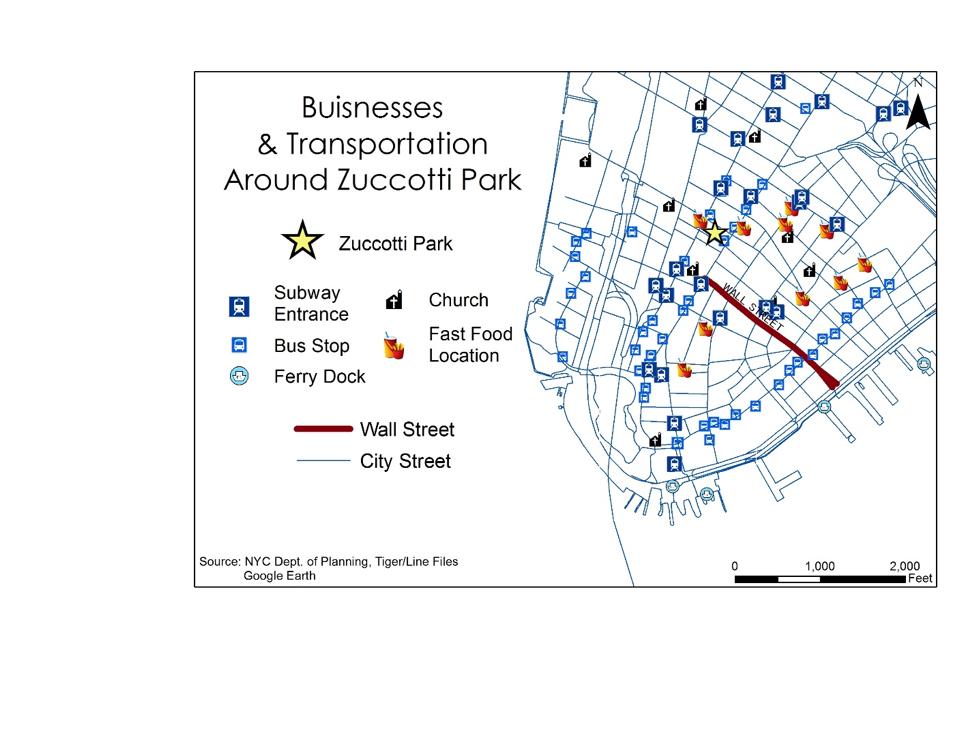 Buisnesses
& Transportation
Around Zuccotti Park
Zuccotti Park
Subway
Entrance
Church
Bus Stop
Fast Food
Location
Ferry Dock
Wall Street
City Street
Source: NYC Dept. of Planning, Tiger/Line Files
Google Earth
N
WALL STREET
0 1,000 2,000
Feet